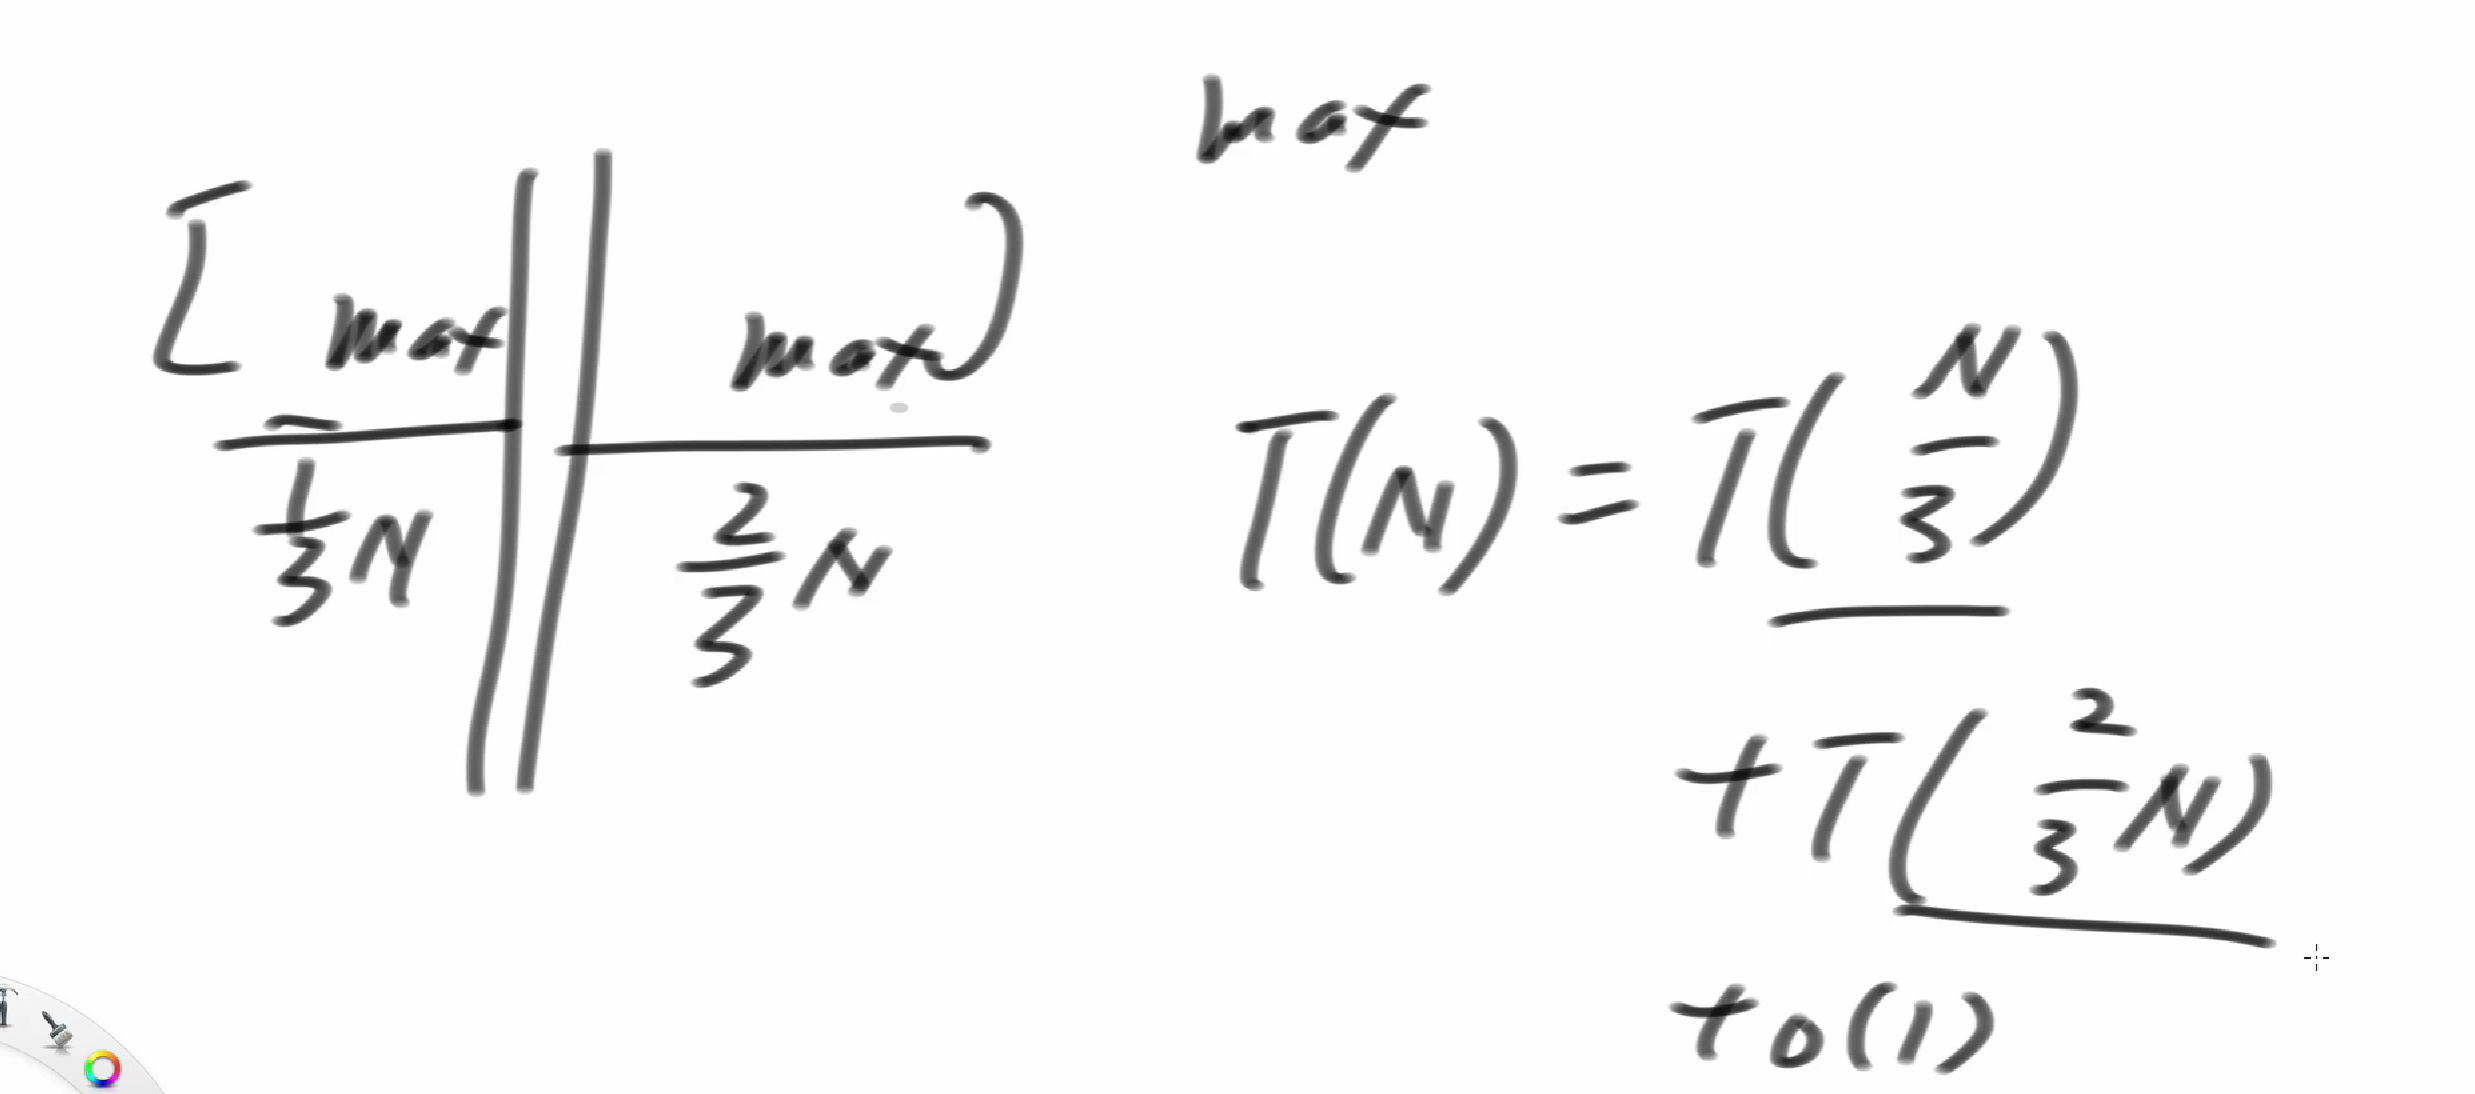 max
[ max || max )
1/3 N 2/3 N
T(N) = T(N/3)
+ T(2/3 N)
+ O(1)